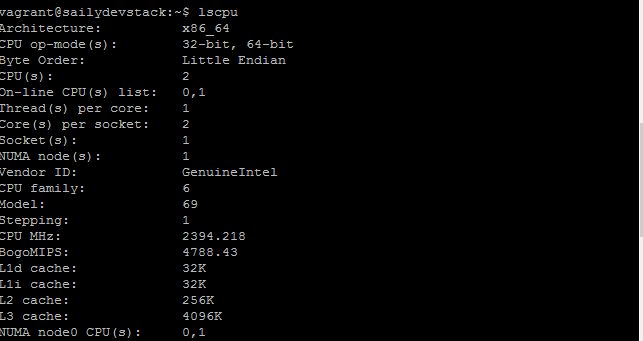 vagrant@sailydevstack:~$ lscpu
Architecture:          x86_64
CPU op-mode(s):        32-bit, 64-bit
Byte Order:            Little Endian
CPU(s):                2
On-line CPU(s) list:   0,1
Thread(s) per core:    1
Core(s) per socket:    2
Socket(s):             1
NUMA node(s):          1
Vendor ID:             GenuineIntel
CPU family:            6
Model:                 69
Stepping:              1
CPU MHz:               2394.218
BogoMIPS:              4788.43
L1d cache:             32K
L1i cache:             32K
L2 cache:              256K
L3 cache:              4096K
NUMA node0 CPU(s):     0,1